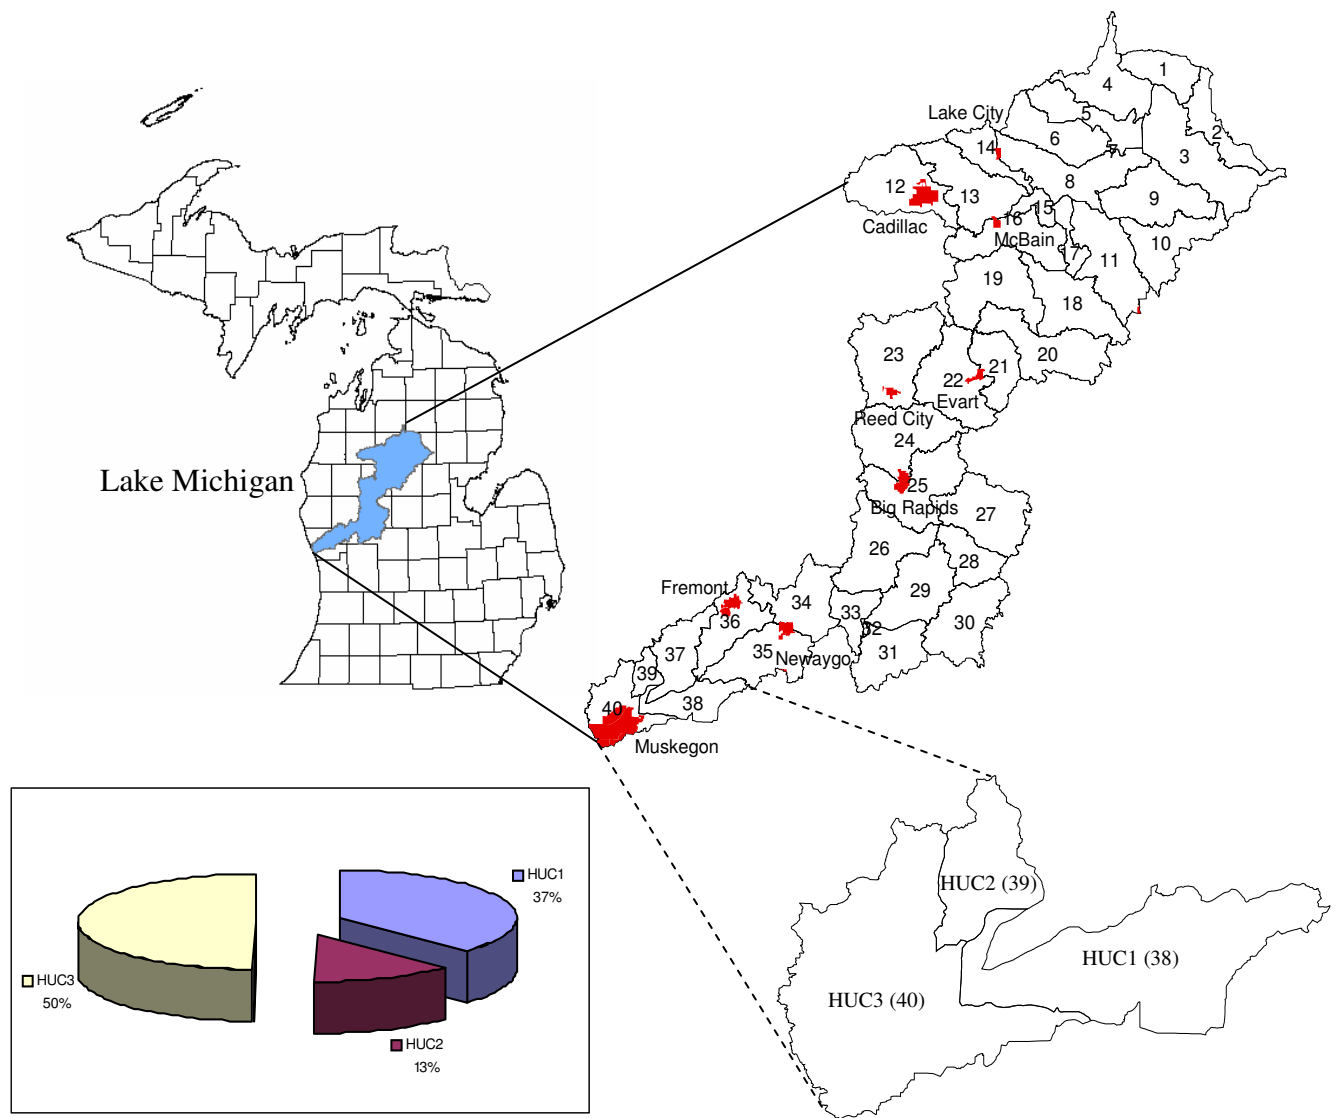 1
4
Lake City
5
2
6
14
7
3
8
12
13
9
15
16
Cadillac
McBain
10
17
11
19
18
23
20
21
22
Evart
Reed City
24
Lake Michigan
25
Big Rapids
27
26
28
Fremont
29
34
33
36
30
32
31
35
Newaygo
37
39
38
40
Muskegon
HUC1
37%
HUC2 (39)
HUC1 (38)
HUC3
50%
HUC3 (40)
HUC2
13%